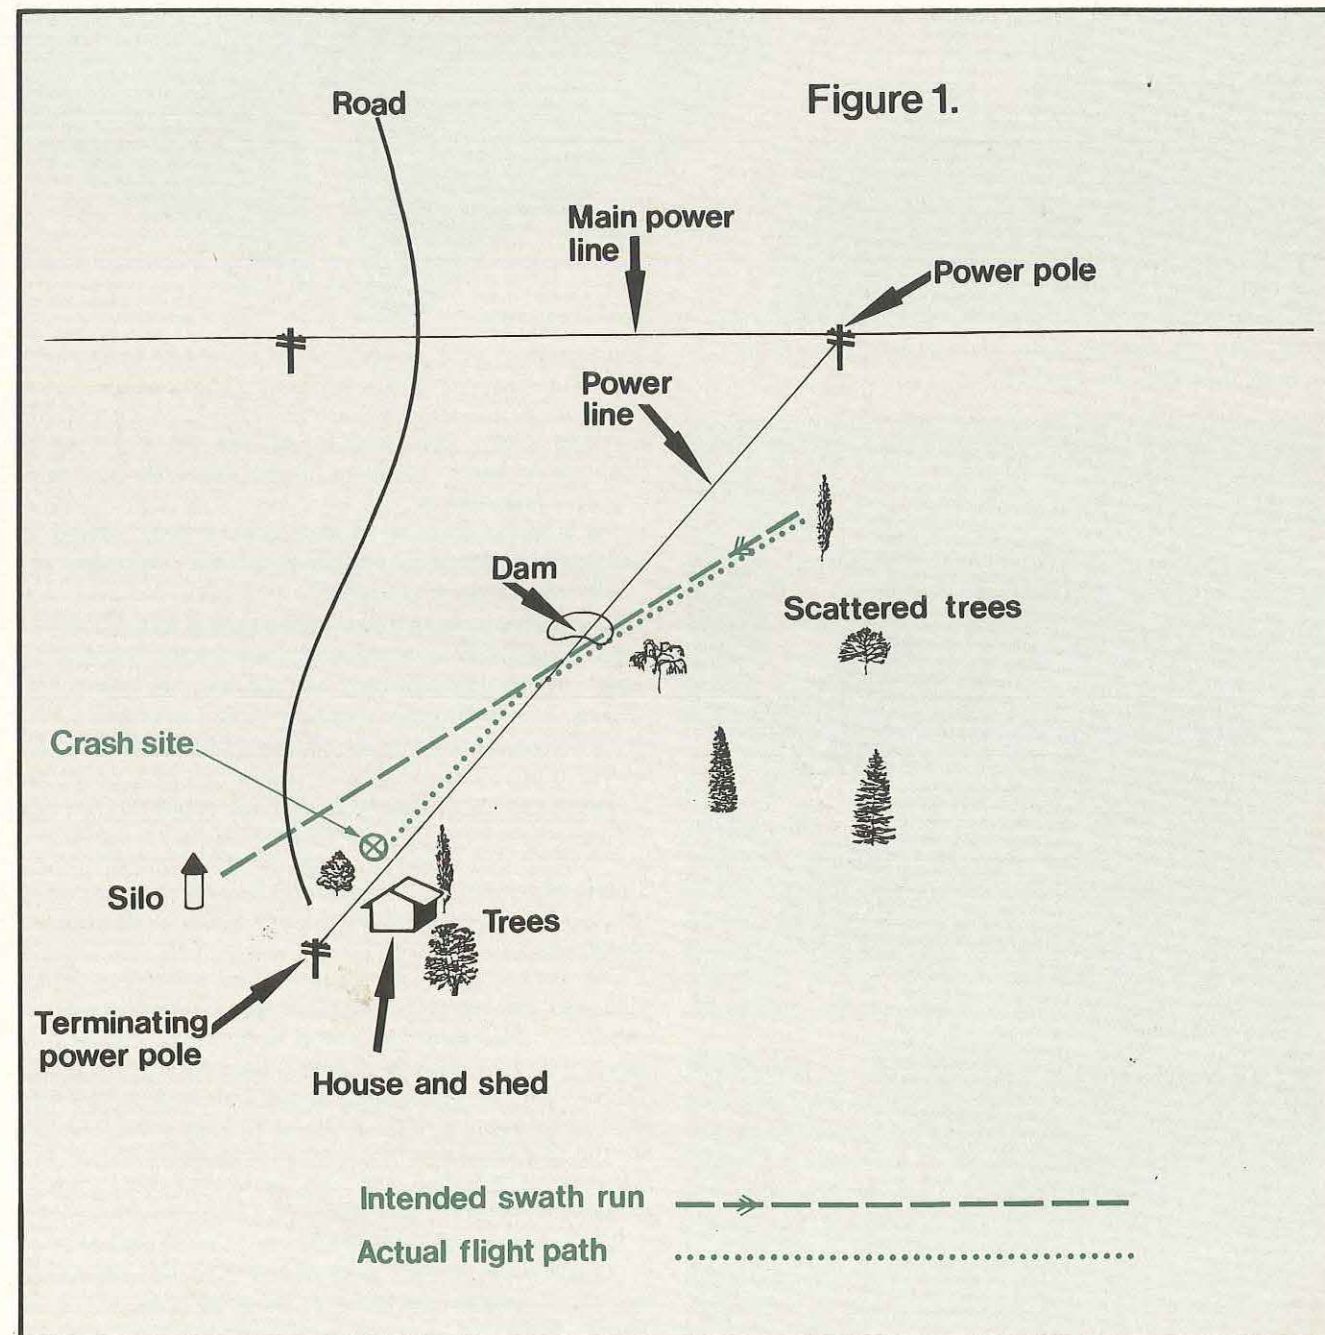 Figure 1.
Road
Main power
line
Power pole
Power
line
Dam
Scattered trees
Crash site
Silo
Trees
Terminating
power pole
House and shed
Intended swath run
Actual flight path